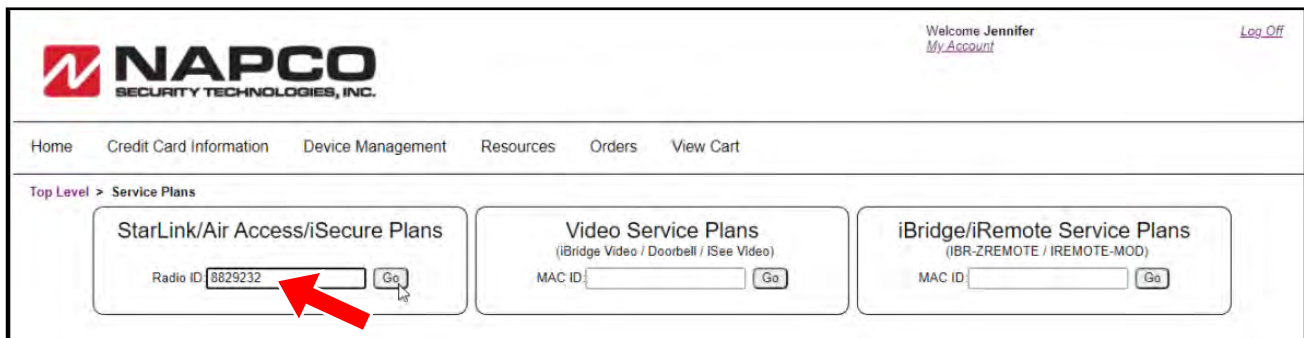 Welcome Jennifer
My Account
Log Off
NAPCO
SECURITY TECHNOLOGIES, INC.
Home Credit Card Information Device Management Resources Orders View Cart
Top Level > Service Plans
StarLink/Air Access/iSecure Plans
Radio ID: 8829232 Go
Video Service Plans
(iBridge Video / Doorbell / iSee Video)
MAC ID: Go
iBridge/iRemote Service Plans
(IBR-ZREMOTE / IREMOTE-MOD)
MAC ID: Go